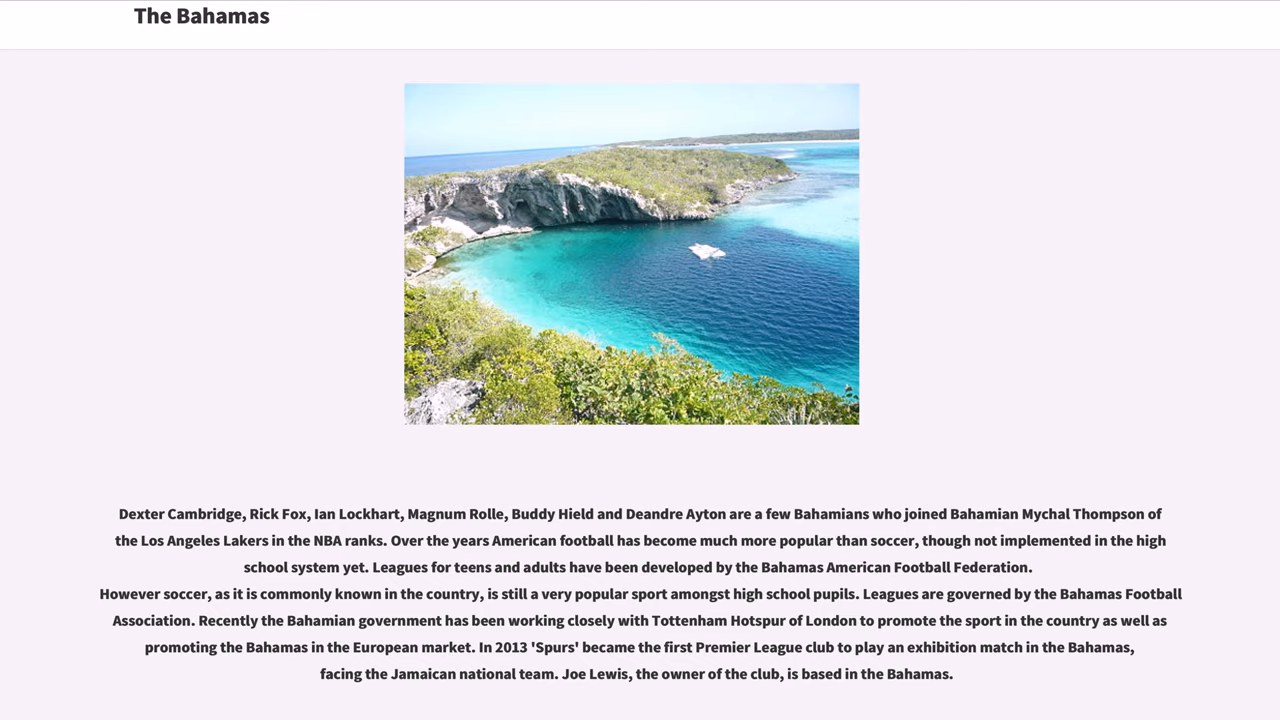 The Bahamas
Dexter Cambridge, Rick Fox, Ian Lockhart, Magnum Rolle, Buddy Hield and Deandre Ayton are a few Bahamians who joined Bahamian Mychal Thompson of
the Los Angeles Lakers in the NBA ranks. Over the years American football has become much more popular than soccer, though not implemented in the high
school system yet. Leagues for teens and adults have been developed by the Bahamas American Football Federation.
However soccer, as it is commonly known in the country, is still a very popular sport amongst high school pupils. Leagues are governed by the Bahamas Football
Association. Recently the Bahamian government has been working closely with Tottenham Hotspur of London to promote the sport in the country as well as
promoting the Bahamas in the European market. In 2013 'Spurs' became the first Premier League club to play an exhibition match in the Bahamas,
facing the Jamaican national team. Joe Lewis, the owner of the club, is based in the Bahamas.